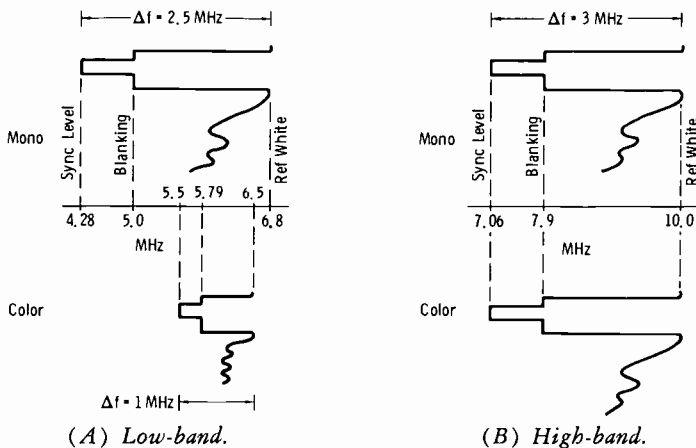 Δf = 2.5 MHz
Mono
Sync Level
Blanking
Ref White
5.5 5.79 6.5
4.28 5.0 6.8
MHz
Color
Δf = 1 MHz
(A) Low-band.
Δf = 3 MHz
Mono
Sync Level
Blanking
Ref White
7.06 7.9 10.0
MHz
Color
(B) High-band.